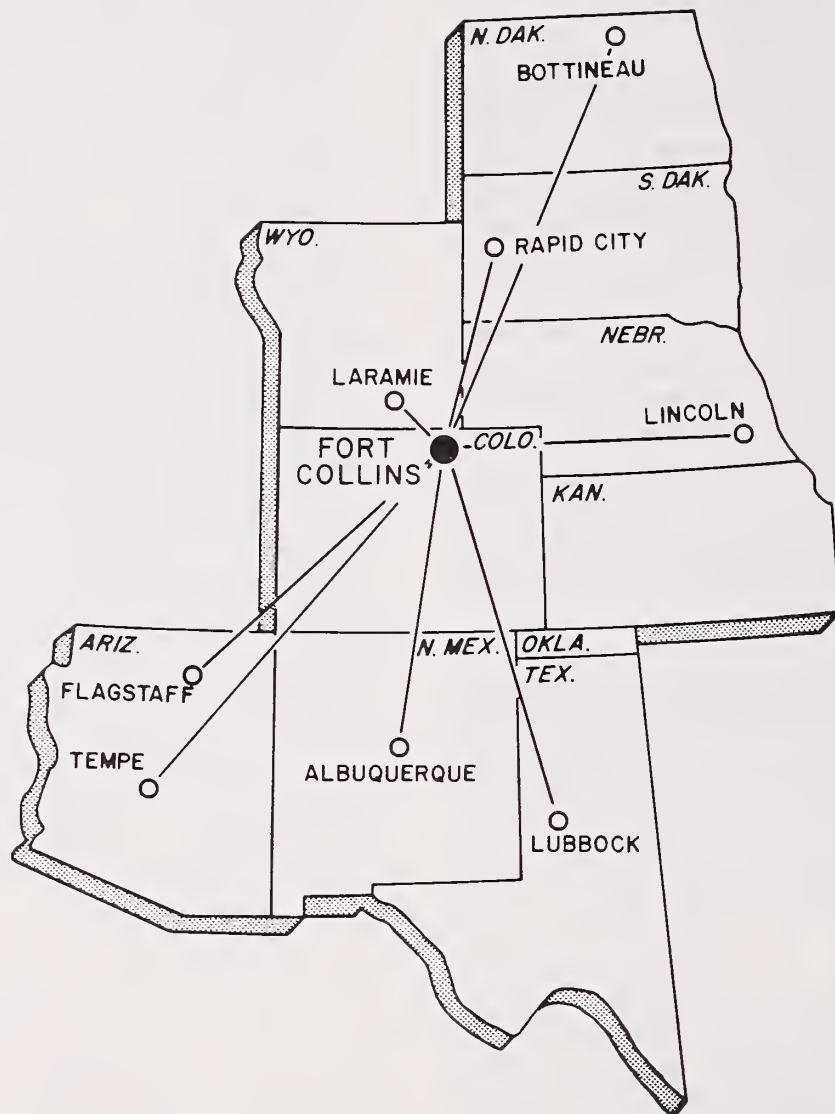 N. DAK.
BOTTINEAU
S. DAK.
WYO.
RAPID CITY
NEBR.
LARAMIE
LINCOLN
FORT
COLLINS
COLO.
KAN.
ARIZ.
N. MEX.
OKLA.
TEX.
FLAGSTAFF
TEMPE
ALBUQUERQUE
LUBBOCK